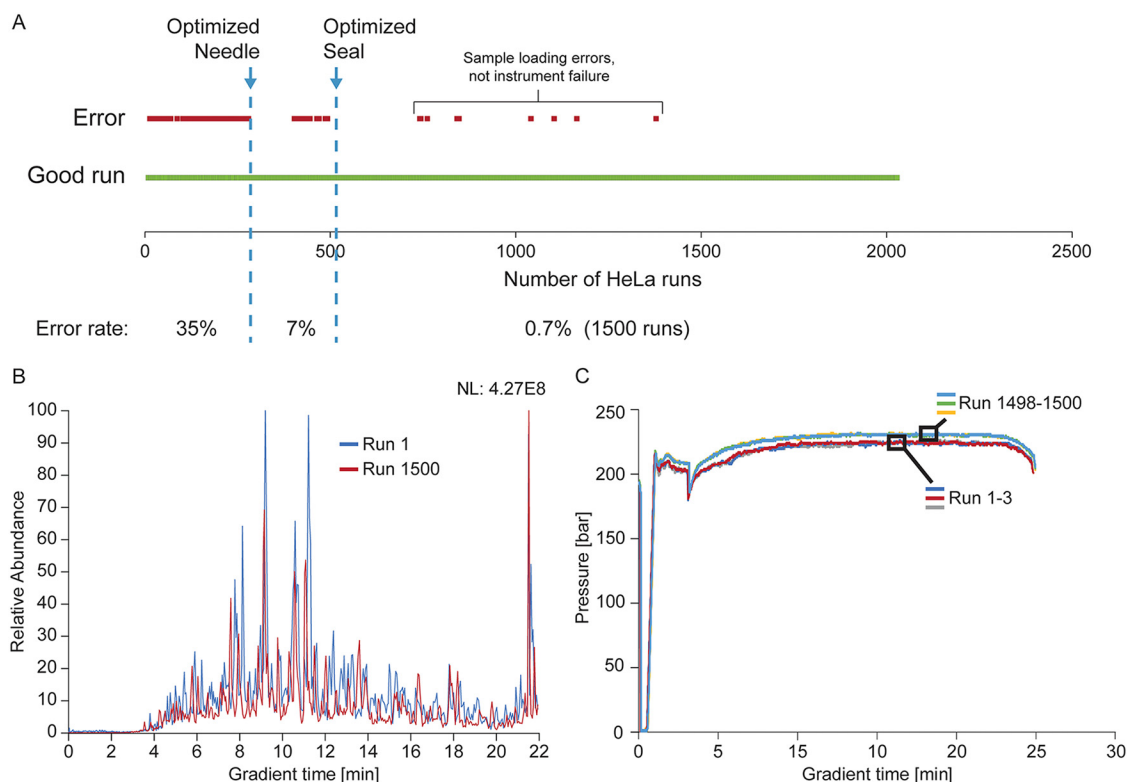 A
Optimized
Needle
Optimized
Seal
Sample loading errors,
not instrument failure
Error
Good run
0 500 1000 1500 2000 2500
Number of HeLa runs
Error rate: 35% 7% 0.7% (1500 runs)
B
NL: 4.27E8
100
90
80
70
60
50
40
30
20
10
0
Relative Abundance
Run 1
Run 1500
0 2 4 6 8 10 12 14 16 18 20 22
Gradient time [min]
C
250
200
150
100
50
0
Pressure [bar]
Run 1498-1500
Run 1-3
0 5 15 10 20 25 30
Gradient time [min]